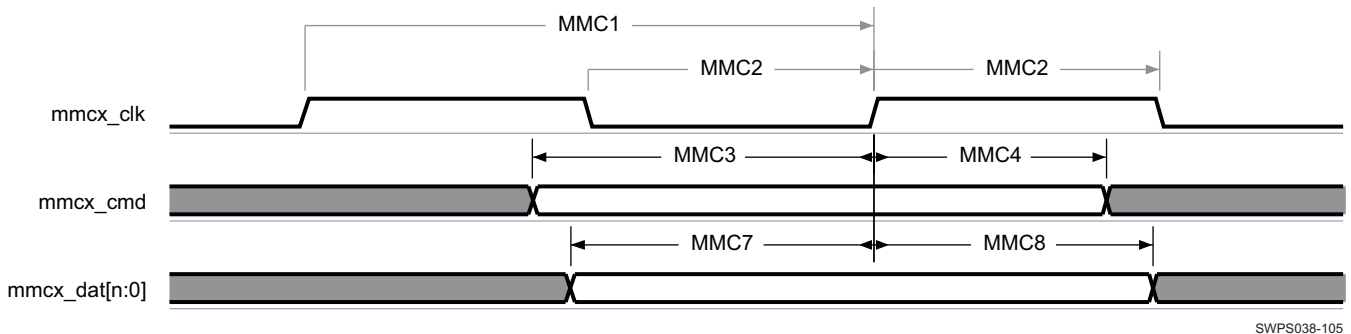 MMC1
MMC2 MMC2
mmcx_clk
MMC3 MMC4
mmcx_cmd
MMC7 MMC8
mmcx_dat[n:0]
SWPS038-105